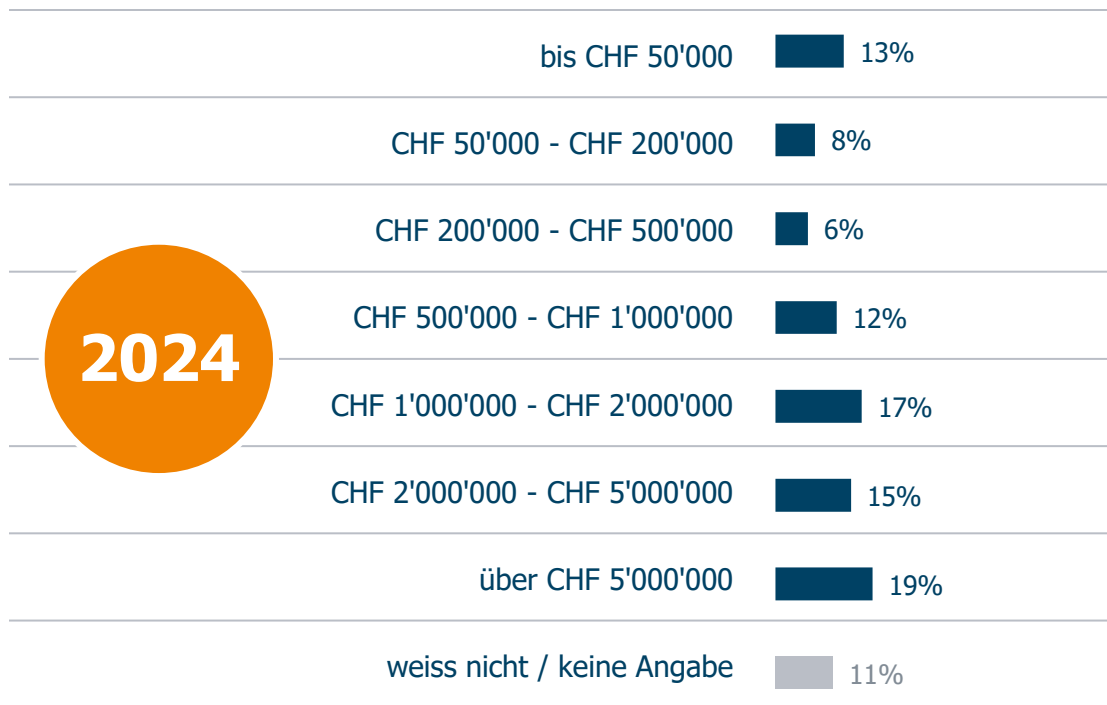 bis CHF 50'000 13%
CHF 50'000 - CHF 200'000 8%
CHF 200'000 - CHF 500'000 6%
CHF 500'000 - CHF 1'000'000 12%
2024
CHF 1'000'000 - CHF 2'000'000 17%
CHF 2'000'000 - CHF 5'000'000 15%
über CHF 5'000'000 19%
weiss nicht / keine Angabe 11%